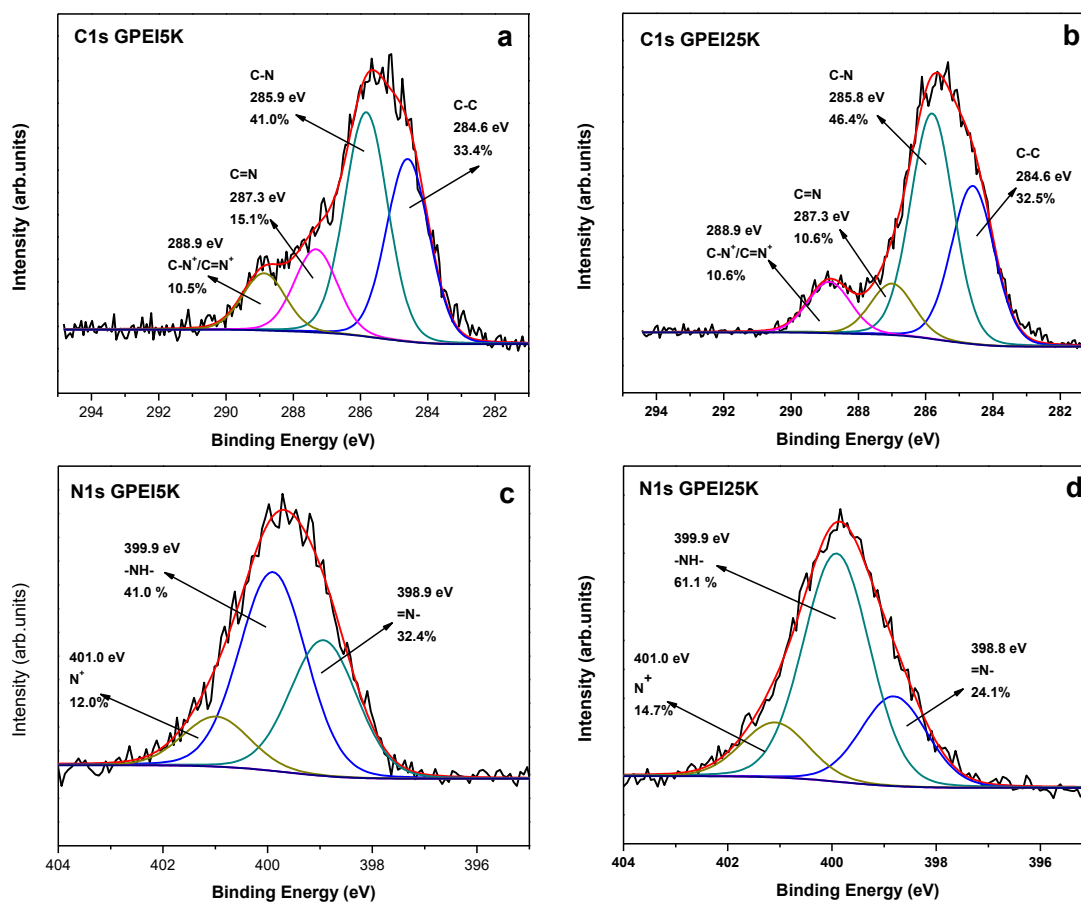 C1s GPEI5K
a
C-N
285.9 eV
41.0%
C-C
284.6 eV
33.4%
C=N
287.3 eV
15.1%
288.9 eV
C-N⁺/C=N⁺
10.5%
Intensity (arb.units)
294 292 290 288 286 284 282
Binding Energy (eV)
C1s GPEI25K
b
C-N
285.8 eV
46.4%
C-C
284.6 eV
32.5%
C=N
287.3 eV
10.6%
288.9 eV
C-N⁺/C=N⁺
10.6%
Intensity (arb.units)
294 292 290 288 286 284 282
Binding Energy (eV)
N1s GPEI5K
c
399.9 eV
-NH-
41.0 %
398.9 eV
=N-
32.4%
401.0 eV
N⁺
12.0%
Intensity (arb.units)
404 402 400 398 396
Binding Energy (eV)
N1s GPEI25K
d
399.9 eV
-NH-
61.1 %
398.8 eV
=N-
24.1%
401.0 eV
N⁺
14.7%
Intensity (arb.units)
404 402 400 398 396
Binding Energy (eV)